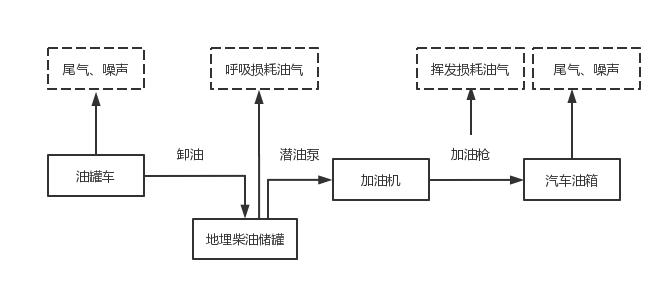 尾气、噪声
呼吸损耗油气
挥发损耗油气
尾气、噪声
卸油
潜油泵
加油枪
油罐车
加油机
汽车油箱
地埋柴油储罐